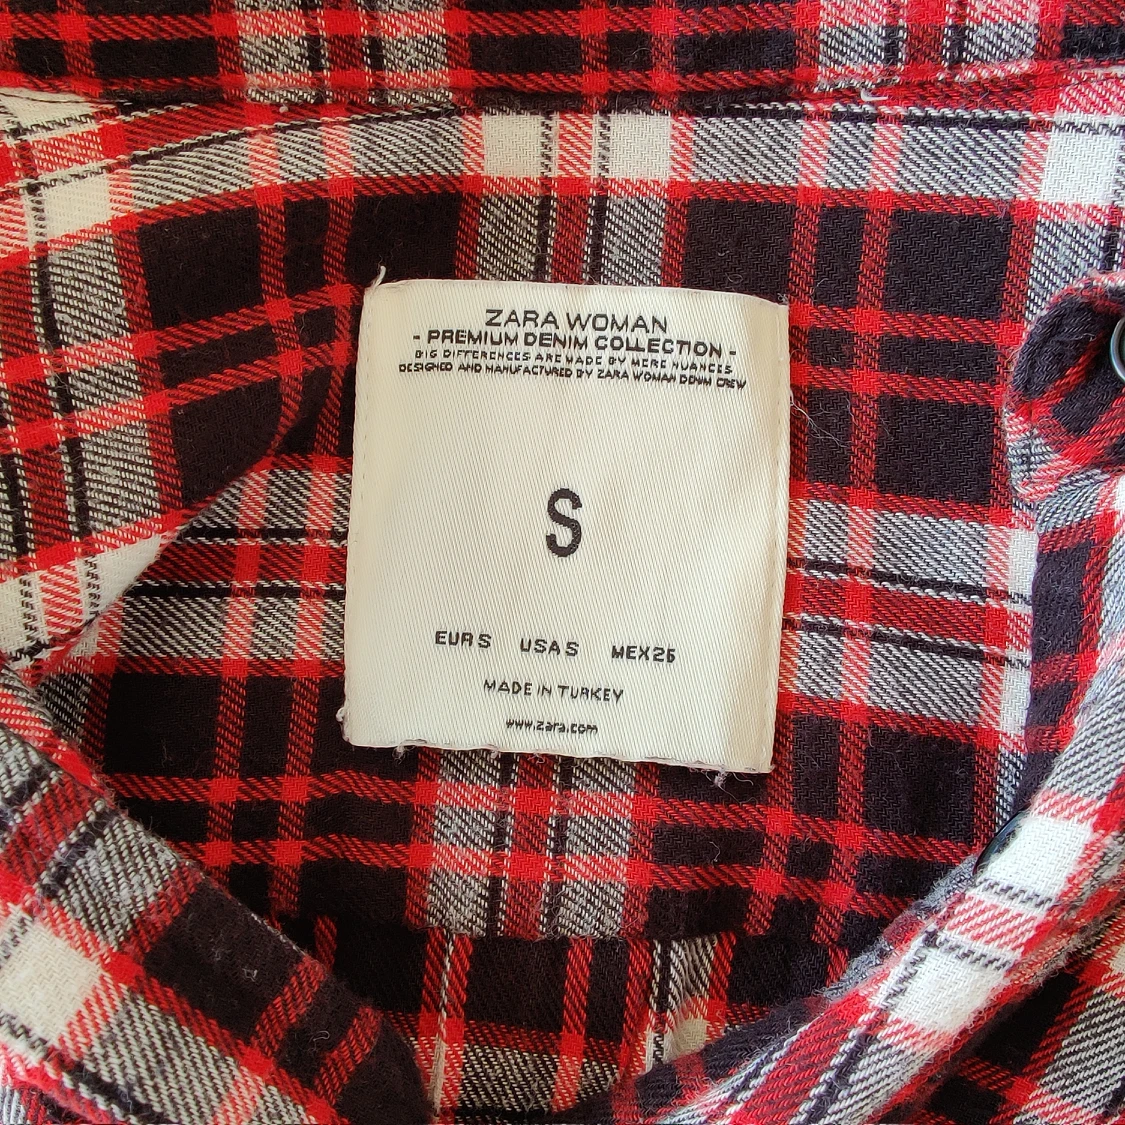 ZARA WOMAN
- PREMIUM DENIM COLLECTION -
BIG DIFFERENCES ARE MADE BY MERE NUANCES
DESIGNED AND MANUFACTURED BY ZARA WOMAN DENIM CREW
S
EUR S USA S MEX 26
MADE IN TURKEY
www.zara.com